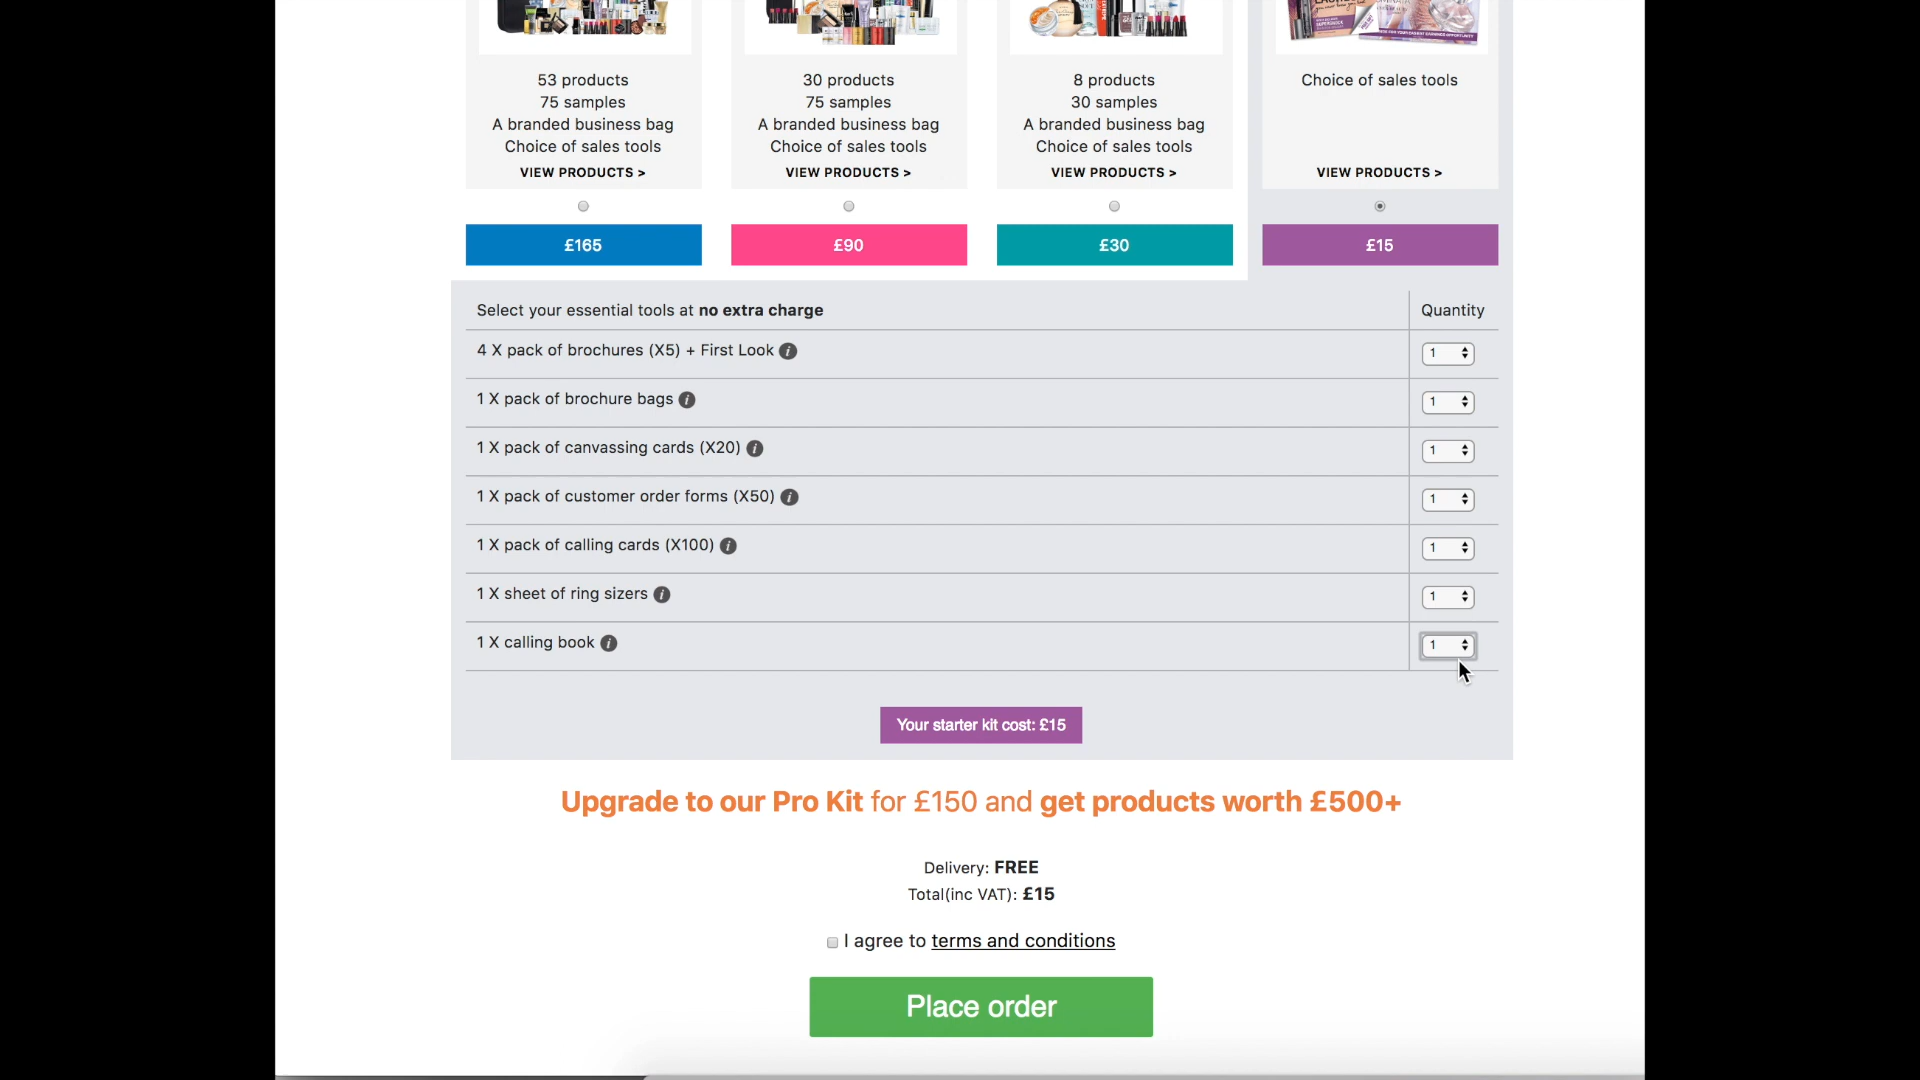 53 products
75 samples
A branded business bag
Choice of sales tools
VIEW PRODUCTS >
£165
30 products
75 samples
A branded business bag
Choice of sales tools
VIEW PRODUCTS >
£90
8 products
30 samples
A branded business bag
Choice of sales tools
VIEW PRODUCTS >
£30
Choice of sales tools
VIEW PRODUCTS >
£15
Select your essential tools at no extra charge Quantity
4 X pack of brochures (X5) + First Look i 1
1 X pack of brochure bags i 1
1 X pack of canvassing cards (X20) i 1
1 X pack of customer order forms (X50) i 1
1 X pack of calling cards (X100) i 1
1 X sheet of ring sizers i 1
1 X calling book i 1
Your starter kit cost: £15
Upgrade to our Pro Kit for £150 and get products worth £500+
Delivery: FREE
Total(inc VAT): £15
I agree to terms and conditions
Place order